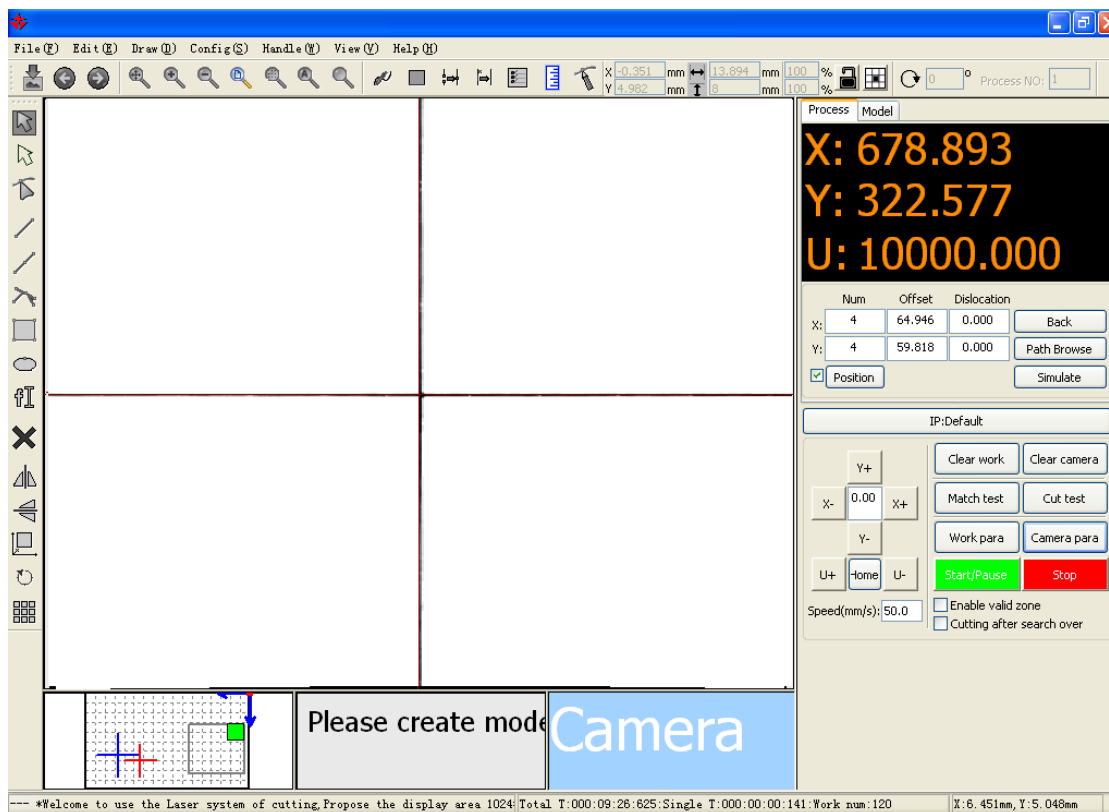 File(F) Edit(E) Draw(D) Config(S) Handle(W) View(V) Help(H)
X -0.351 mm 13.894 mm 100 % 0 ° Process NO: 1
Y 4.982 mm 8 mm 100 %
Process Model
X: 678.893
Y: 322.577
U: 10000.000
Num Offset Dislocation
X: 4 64.946 0.000 Back
Y: 4 59.818 0.000 Path Browse
Position Simulate
IP:Default
Y+ Clear work Clear camera
X- 0.00 X+ Match test Cut test
Y- Work para Camera para
U+ Home U- Start/Pause Stop
Speed(mm/s): 50.0 Enable valid zone
Cutting after search over
Please create mode
Camera
--- *Welcome to use the Laser system of cutting,Propose the display area 1024 Total T:000:09:26:625:Single T:000:00:00:141:Work num:120 X:6.451mm,Y:5.048mm